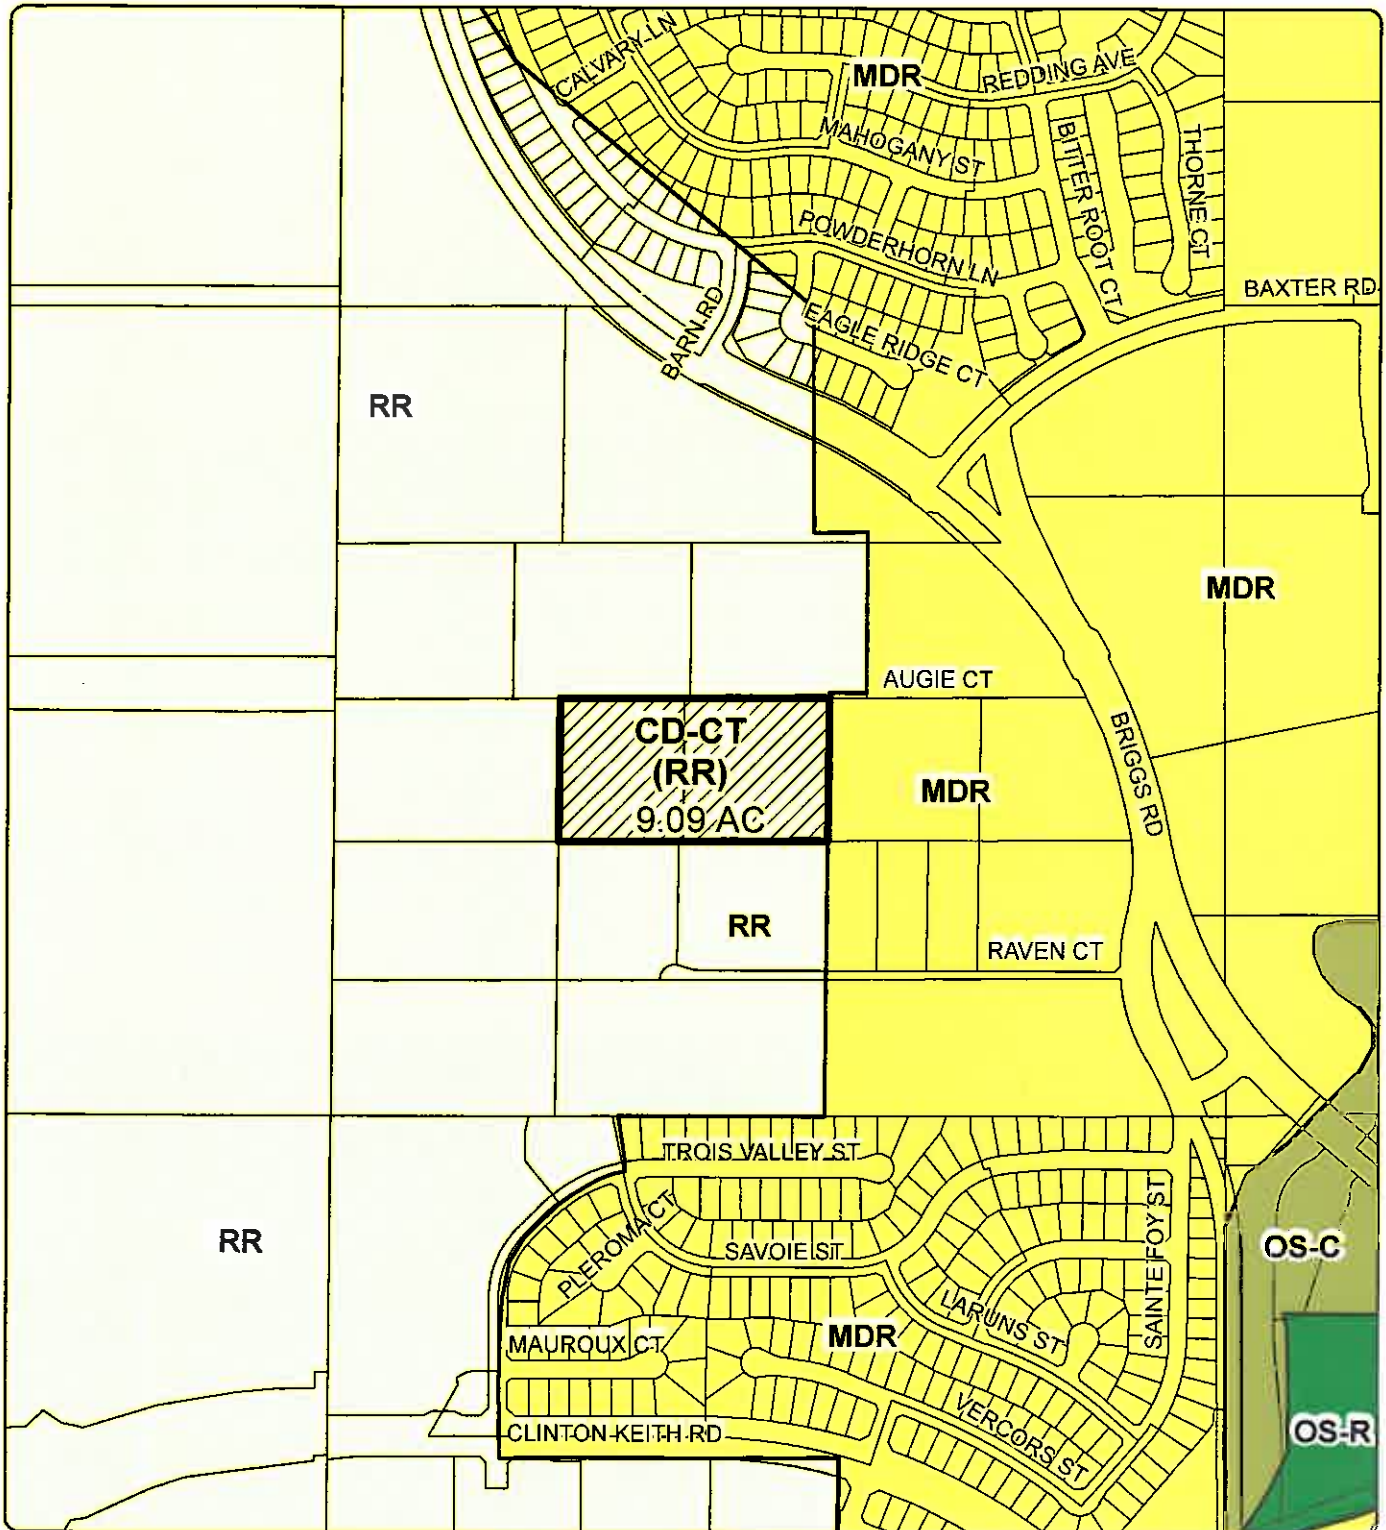 CALVARY LN
MDR
REDDING AVE
MAHOGANY ST
BITTER ROOT CT
THORNE CT
POWDERHORN LN
BAXTER RD
BARN RD
EAGLE RIDGE CT
RR
MDR
AUGIE CT
CD-CT
(RR)
9.09 AC
MDR
BRIGGS RD
RR
RAVEN CT
TROIS VALLEY ST
PLEROMA CT
SAVOIE ST
SAINTE FOY ST
RR
OS-C
LARUNS ST
MAUROUX CT
MDR
VERCORS ST
CLINTON KEITH RD
OS-R